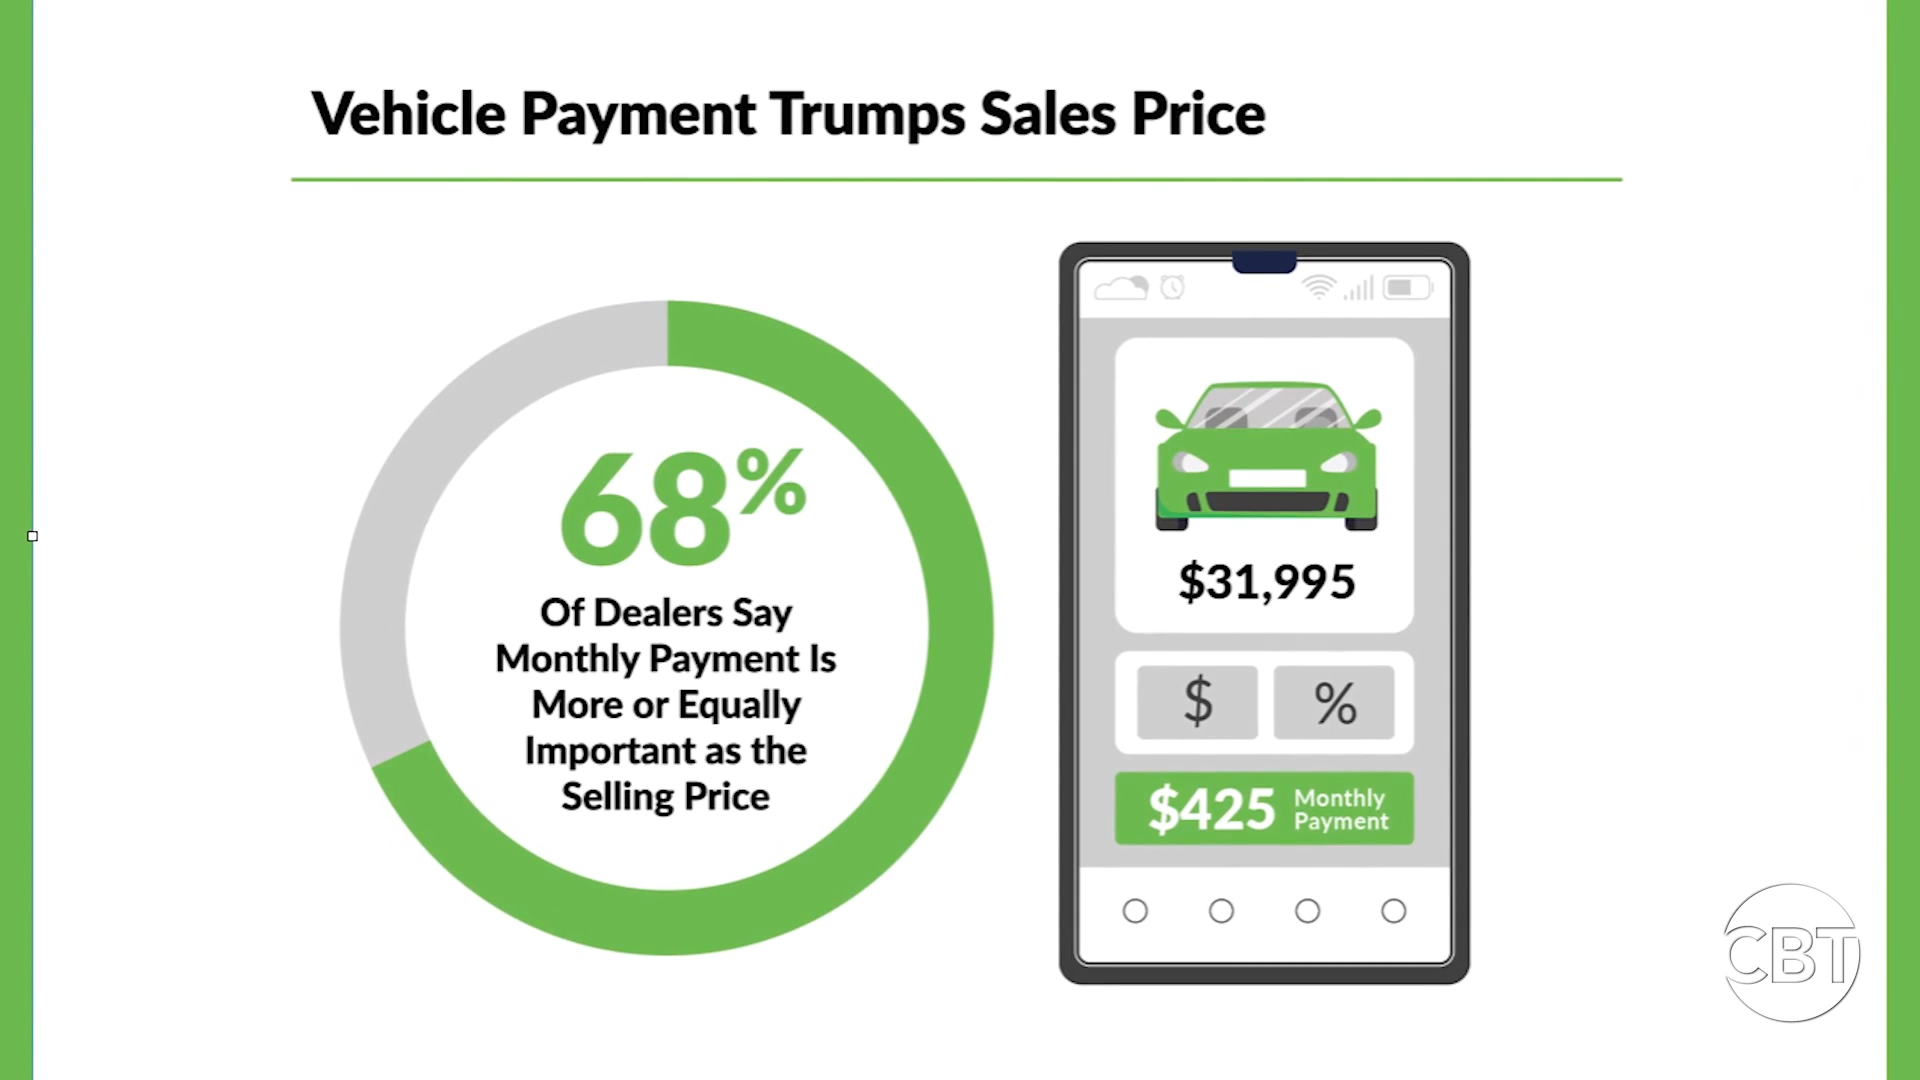 Vehicle Payment Trumps Sales Price
68%
Of Dealers Say
Monthly Payment Is
More or Equally
Important as the
Selling Price
$31,995
$ %
$425 Monthly
Payment
CBT